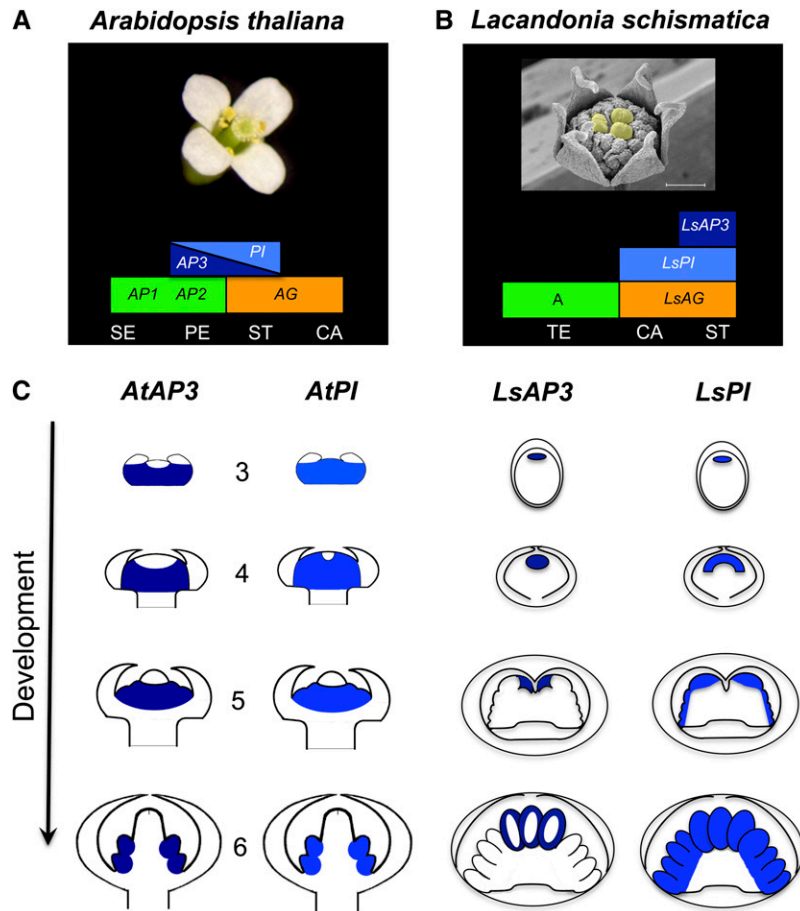 A Arabidopsis thaliana
PI
AP3
AP1 AP2 AG
SE PE ST CA
B Lacandonia schismatica
LsAP3
LsPI
A LsAG
TE CA ST
C AtAP3 AtPI LsAP3 LsPI
Development
3
4
5
6